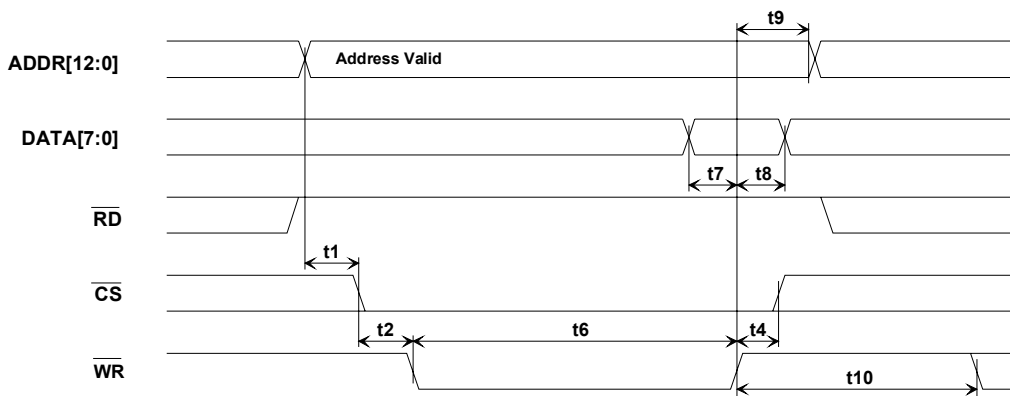 t9
ADDR[12:0]
Address Valid
DATA[7:0]
t7
t8
RD
t1
CS
t2
t6
t4
WR
t10